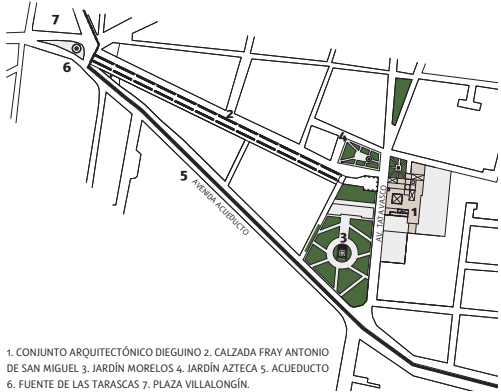 7
6
2
4
5
AVENIDA ACUEDUCTO
1
3
AV. TATA VASCO
1. CONJUNTO ARQUITECTÓNICO DIEGUINO 2. CALZADA FRAY ANTONIO
DE SAN MIGUEL 3. JARDÍN MORELOS 4. JARDÍN AZTECA 5. ACUEDUCTO
6. FUENTE DE LAS TARASCAS 7. PLAZA VILLALONGÍN.